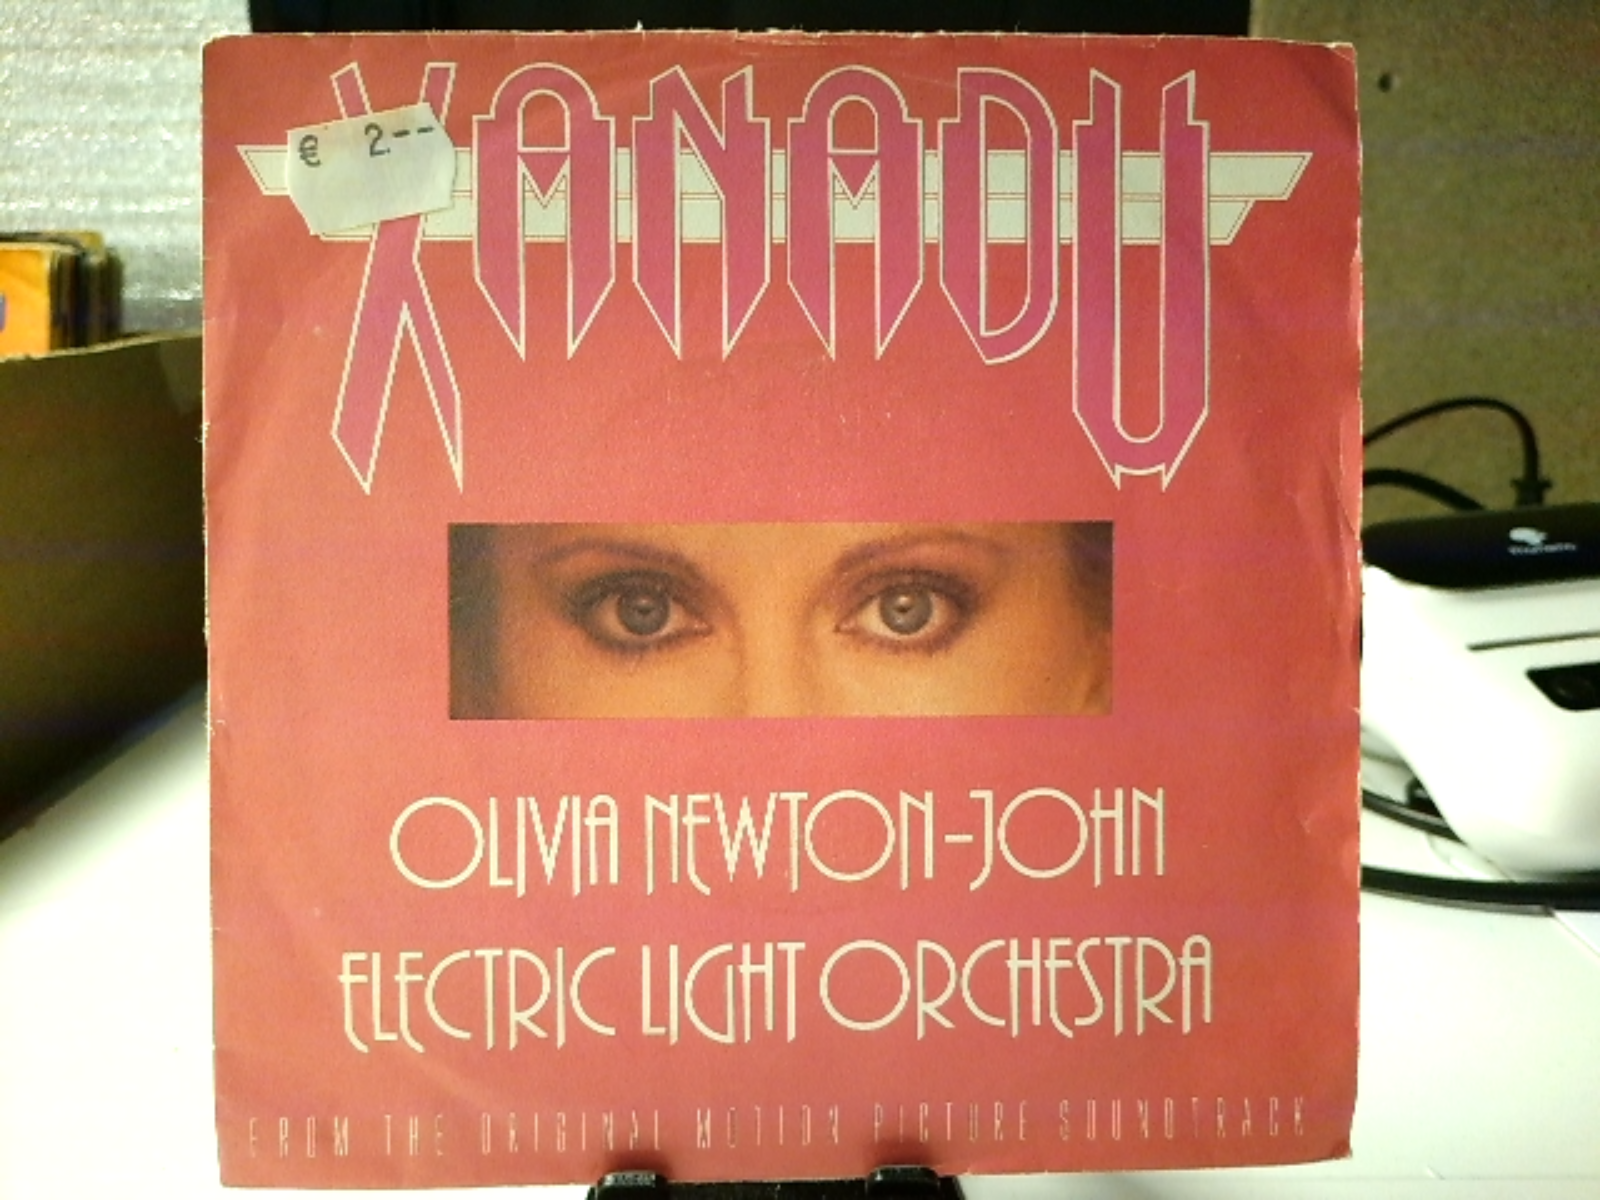 XANADU
€ 2.--
OLIVIA NEWTON-JOHN
ELECTRIC LIGHT ORCHESTRA
FROM THE ORIGINAL MOTION PICTURE SOUNDTRACK